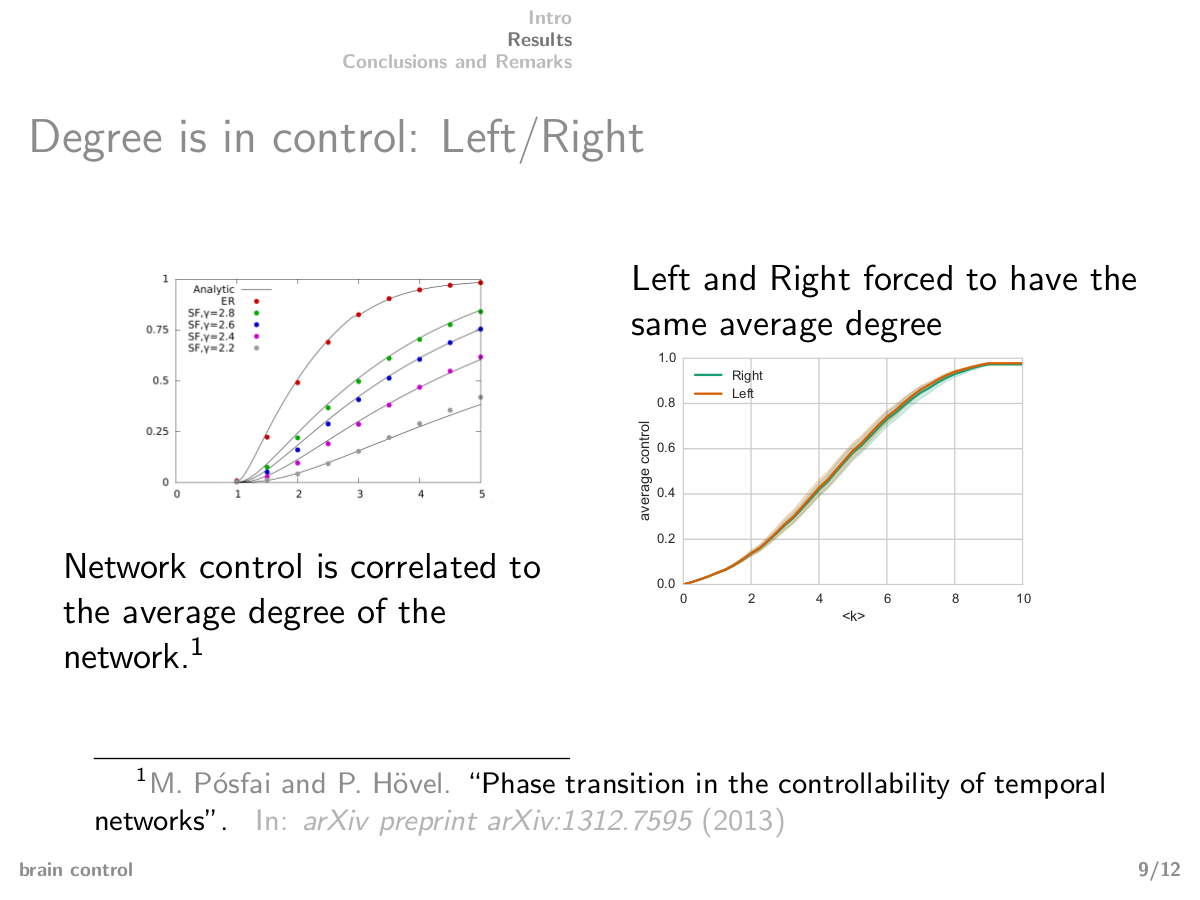 Intro
Results
Conclusions and Remarks
Degree is in control: Left/Right
1
0.75
0.5
0.25
0
0 1 2 3 4 5
Analytic
ER
SF,γ=2.8
SF,γ=2.6
SF,γ=2.4
SF,γ=2.2
Network control is correlated to
the average degree of the
network.1
Left and Right forced to have the
same average degree
1.0
0.8
0.6
0.4
0.2
0.0
average control
Right
Left
0 2 4 6 8 10
<k>
1M. Pósfai and P. Hövel. “Phase transition in the controllability of temporal
networks”. In: arXiv preprint arXiv:1312.7595 (2013)
brain control 9/12